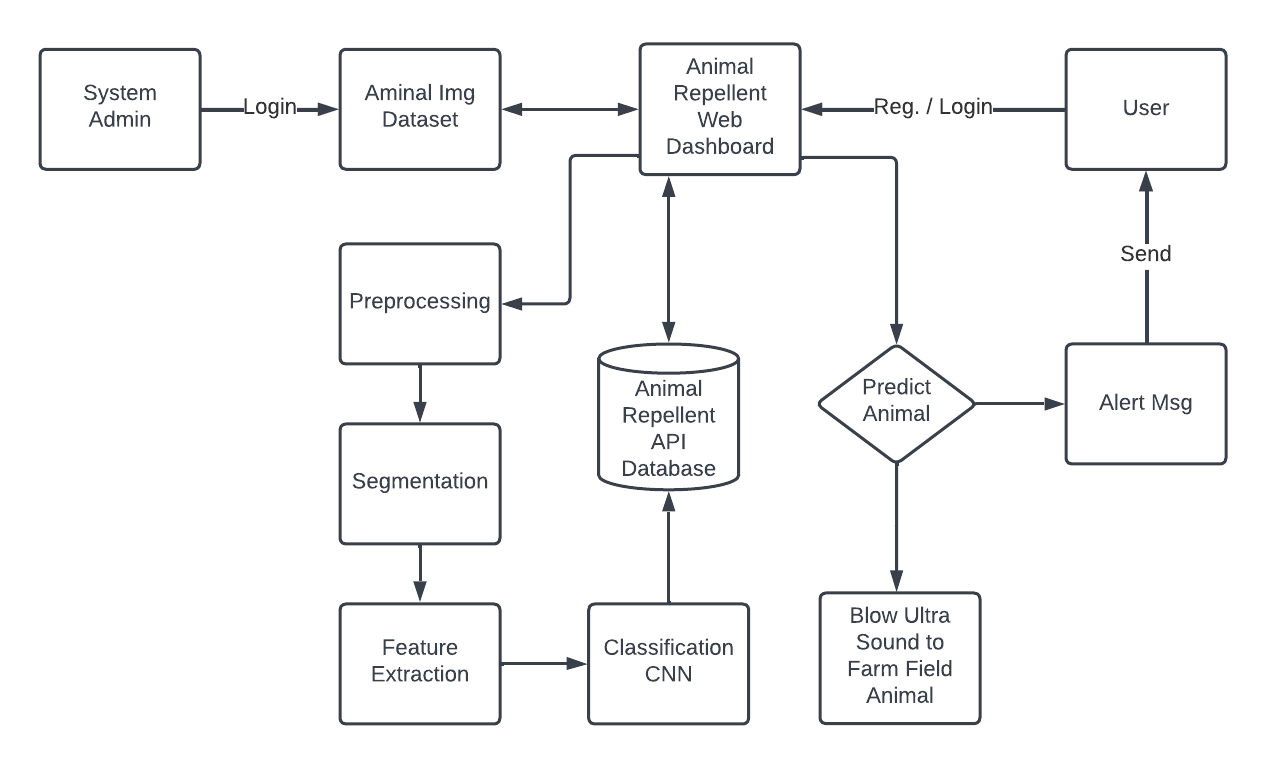 System
Admin
Login
Aminal Img
Dataset
Animal
Repellent
Web
Dashboard
Reg. / Login
User
Preprocessing
Send
Animal
Repellent
API
Database
Predict
Animal
Alert Msg
Segmentation
Feature
Extraction
Classification
CNN
Blow Ultra
Sound to
Farm Field
Animal